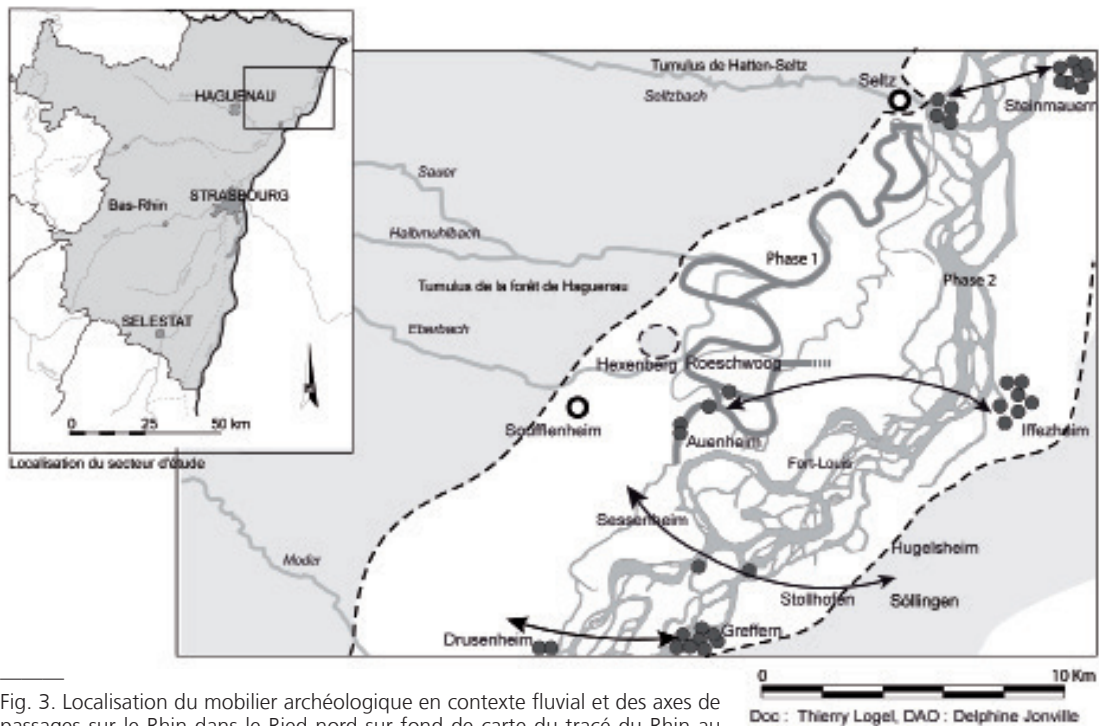 HAGUENAU
STRASBOURG
Bas-Rhin
SELESTAT
0 25 50 km
Localisation du secteur d'étude
Tumulus de Hatten-Seltz
Seltz
Seltzbach
Steinmauern
Sauer
Halbmuhlbach
Phase 1
Tumulus de la forêt de Haguenau
Phase 2
Eberbach
Hexenberg
Roeschwoog
Soufflenheim
Auenheim
Iffezheim
Fort-Louis
Sessenheim
Hugelsheim
Moder
Stollhofen
Söllingen
Drusenheim
Greffern
0 10 Km
Doc : Thierry Logel, DAO : Delphine Jonville
Fig. 3. Localisation du mobilier archéologique en contexte fluvial et des axes de
passages sur le Rhin dans le Ried nord sur fond de carte du tracé du Rhin au